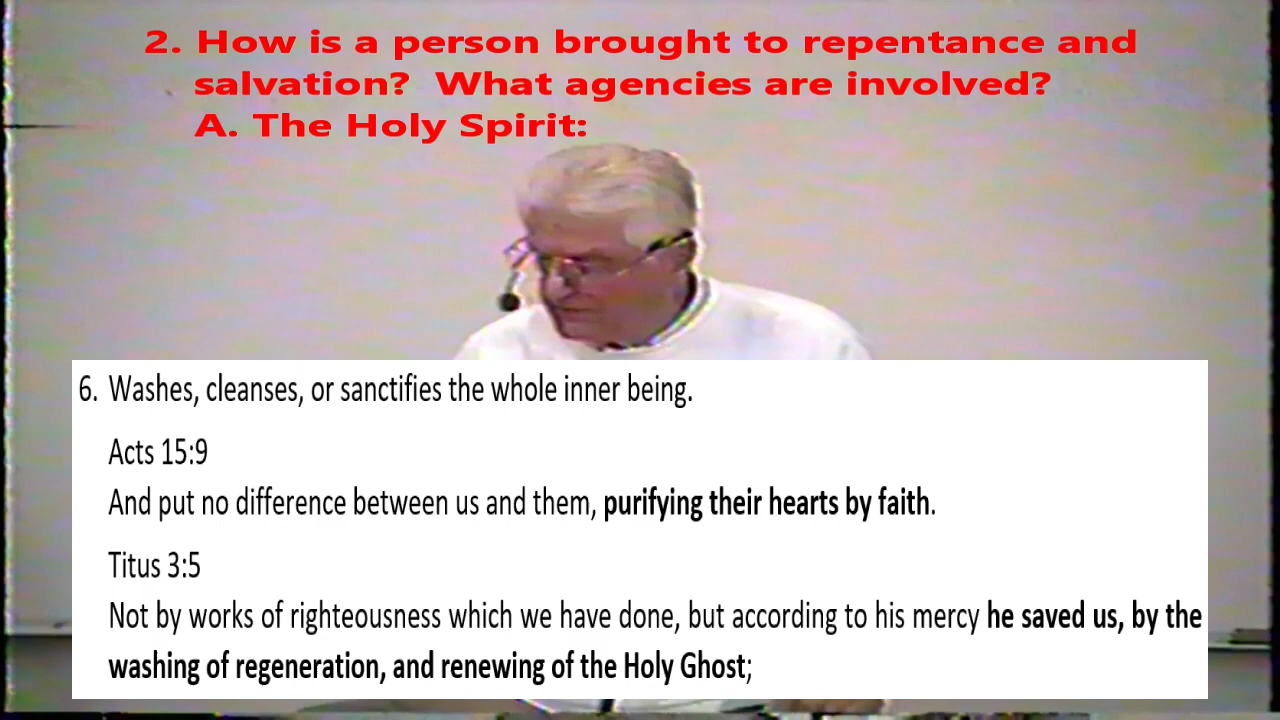 2. How is a person brought to repentance and
salvation? What agencies are involved?
A. The Holy Spirit:
6. Washes, cleanses, or sanctifies the whole inner being.
Acts 15:9
And put no difference between us and them, purifying their hearts by faith.
Titus 3:5
Not by works of righteousness which we have done, but according to his mercy he saved us, by the
washing of regeneration, and renewing of the Holy Ghost;